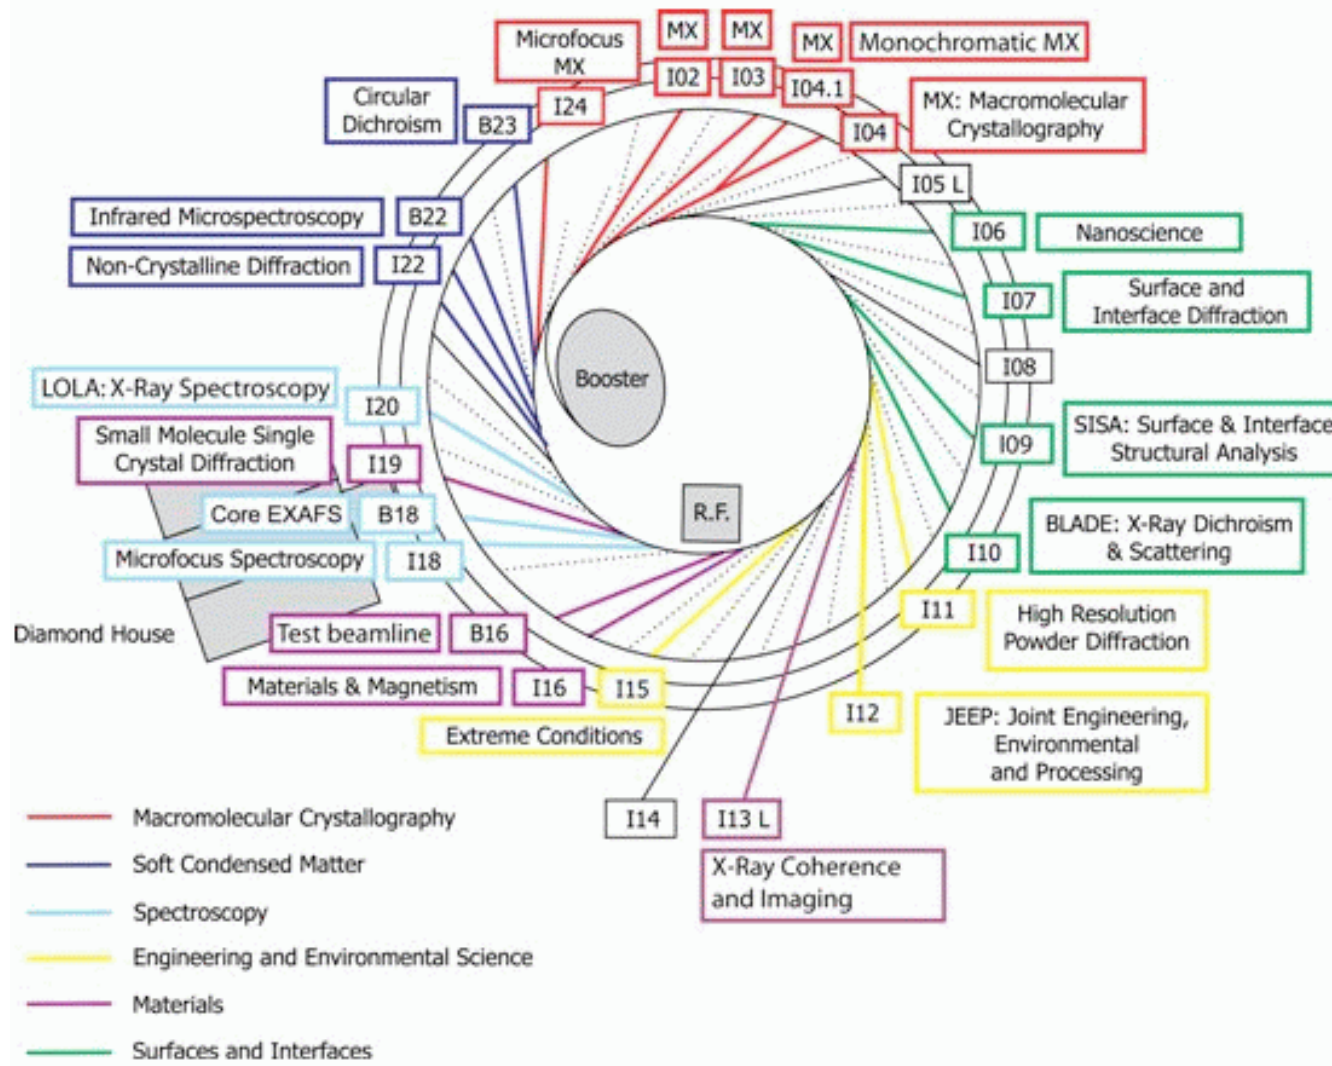 MX
MX
MX
Monochromatic MX
Microfocus
MX
I02
I03
I04.1
I24
Circular
Dichroism
B23
I04
MX: Macromolecular
Crystallography
I05 L
Infrared Microspectroscopy
B22
I06
Nanoscience
Non-Crystalline Diffraction
I22
I07
Surface and
Interface Diffraction
Booster
I08
LOLA: X-Ray Spectroscopy
I20
Small Molecule Single
Crystal Diffraction
I19
I09
SISA: Surface & Interface
Structural Analysis
Core EXAFS
B18
R.F.
BLADE: X-Ray Dichroism
& Scattering
Microfocus Spectroscopy
I18
I10
I11
High Resolution
Powder Diffraction
Diamond House
Test beamline
B16
Materials & Magnetism
I16
I15
I12
JEEP: Joint Engineering,
Environmental
and Processing
Extreme Conditions
I14
I13 L
X-Ray Coherence
and Imaging
Macromolecular Crystallography
Soft Condensed Matter
Spectroscopy
Engineering and Environmental Science
Materials
Surfaces and Interfaces